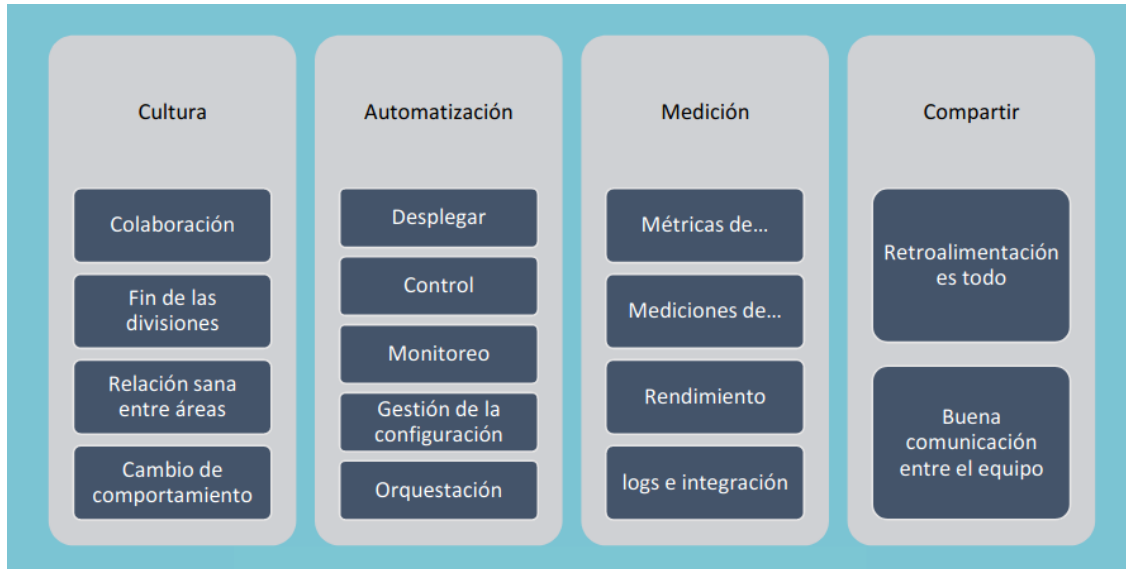 Cultura
Colaboración
Fin de las
divisiones
Relación sana
entre áreas
Cambio de
comportamiento
Automatización
Desplegar
Control
Monitoreo
Gestión de la
configuración
Orquestación
Medición
Métricas de...
Mediciones de...
Rendimiento
logs e integración
Compartir
Retroalimentación
es todo
Buena
comunicación
entre el equipo